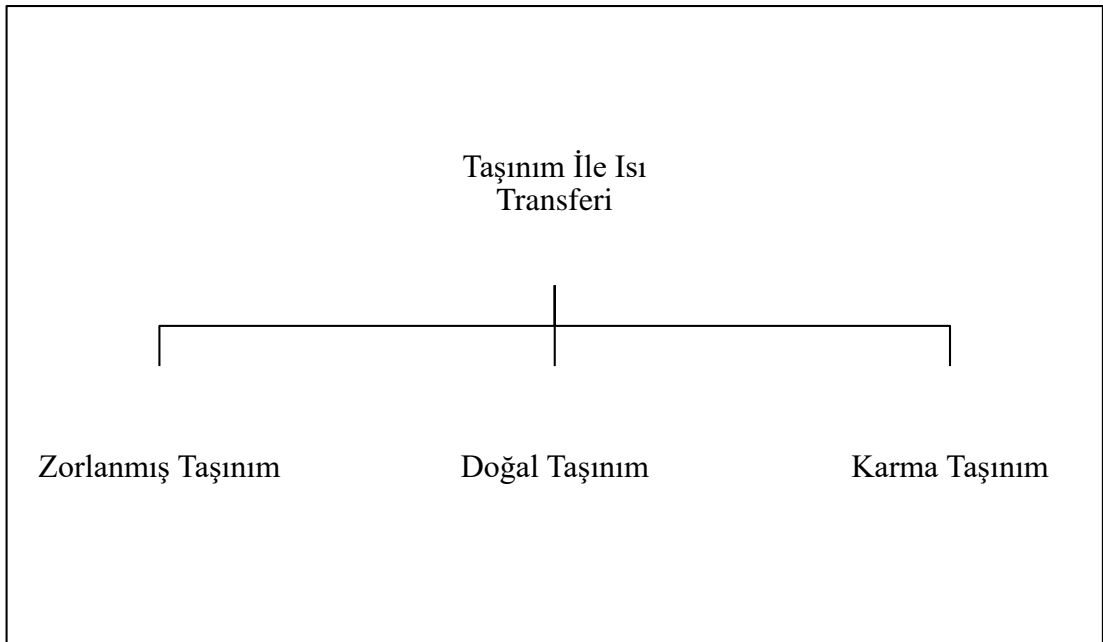 Taşınım İle Isı
Transferi
Zorlanmış Taşınım
Doğal Taşınım
Karma Taşınım